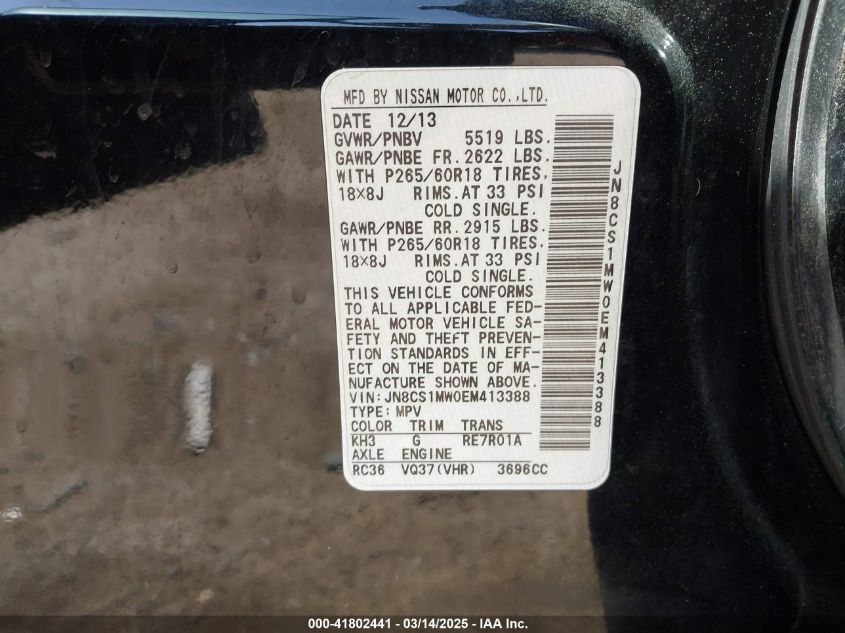 MFD BY NISSAN MOTOR CO.,LTD.
DATE 12/13
GVWR/PNBV 5519 LBS.
GAWR/PNBE FR. 2622 LBS.
WITH P265/60R18 TIRES,
18×8J RIMS.AT 33 PSI
COLD SINGLE.
GAWR/PNBE RR. 2915 LBS.
WITH P265/60R18 TIRES,
18×8J RIMS.AT 33 PSI
COLD SINGLE.
THIS VEHICLE CONFORMS
TO ALL APPLICABLE FED-
ERAL MOTOR VEHICLE SA-
FETY AND THEFT PREVEN-
TION STANDARDS IN EFF-
ECT ON THE DATE OF MA-
NUFACTURE SHOWN ABOVE.
VIN:JN8CS1MW0EM413388
TYPE:MPV
COLOR TRIM TRANS
KH3 G RE7R01A
AXLE ENGINE
RC36 VQ37(VHR) 3696CC
JN8CS1MW0EM413388
000-41802441 - 03/14/2025 - IAA Inc.